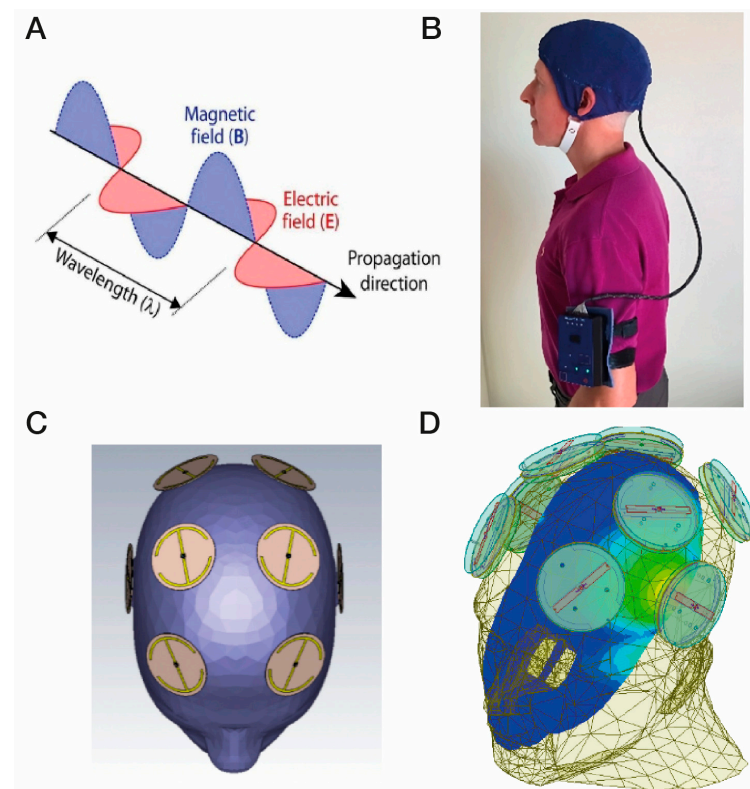 A
B
Magnetic
field (B)
Electric
field (E)
Propagation
direction
Wavelength (λ)
C
D